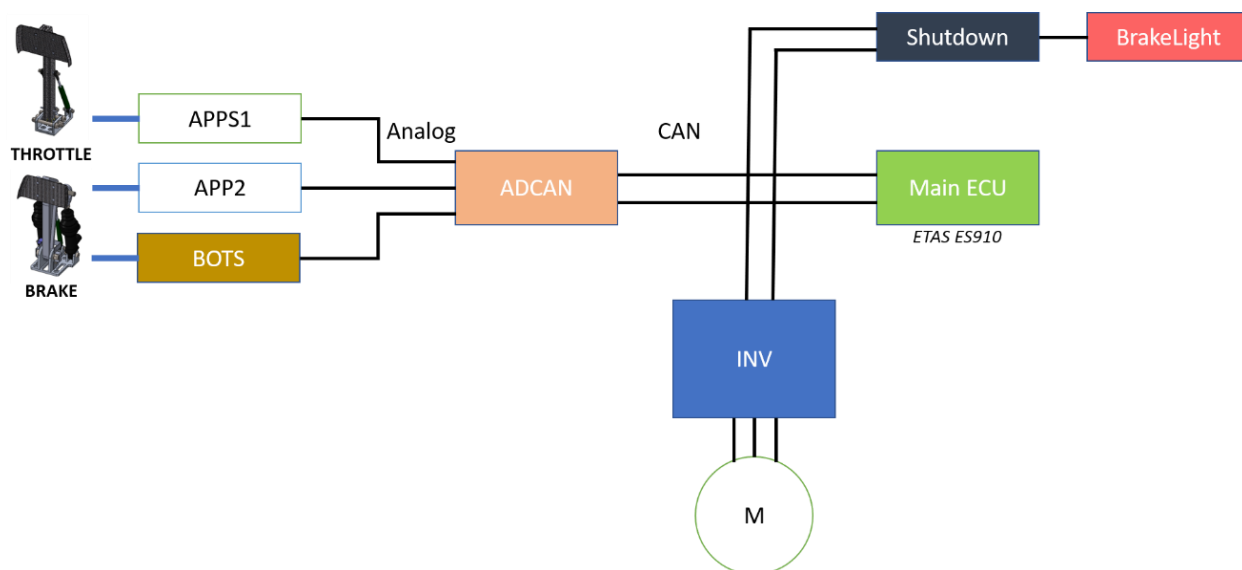 Shutdown
BrakeLight
THROTTLE
APPS1
Analog
CAN
APP2
ADCAN
Main ECU
ETAS ES910
BRAKE
BOTS
INV
M